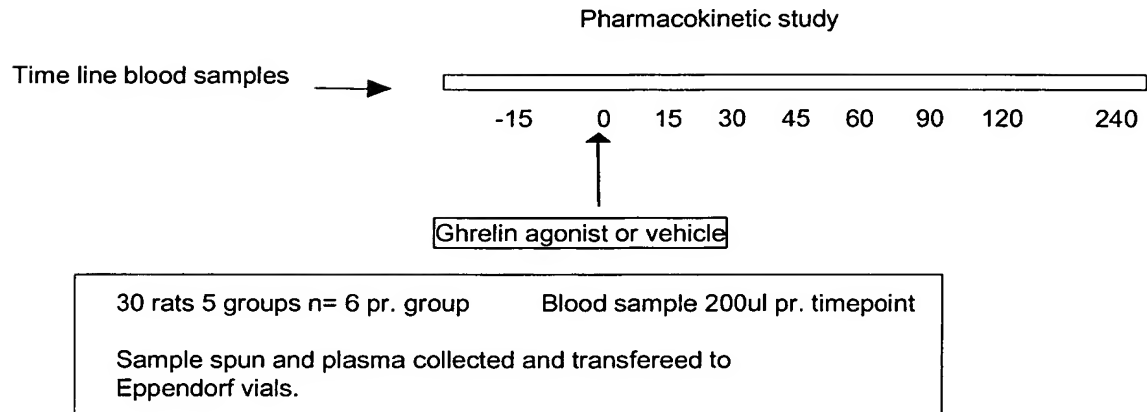 Pharmacokinetic study
Time line blood samples
-15 0 15 30 45 60 90 120 240
Ghrelin agonist or vehicle
30 rats 5 groups n= 6 pr. group Blood sample 200ul pr. timepoint
Sample spun and plasma collected and transfereed to
Eppendorf vials.